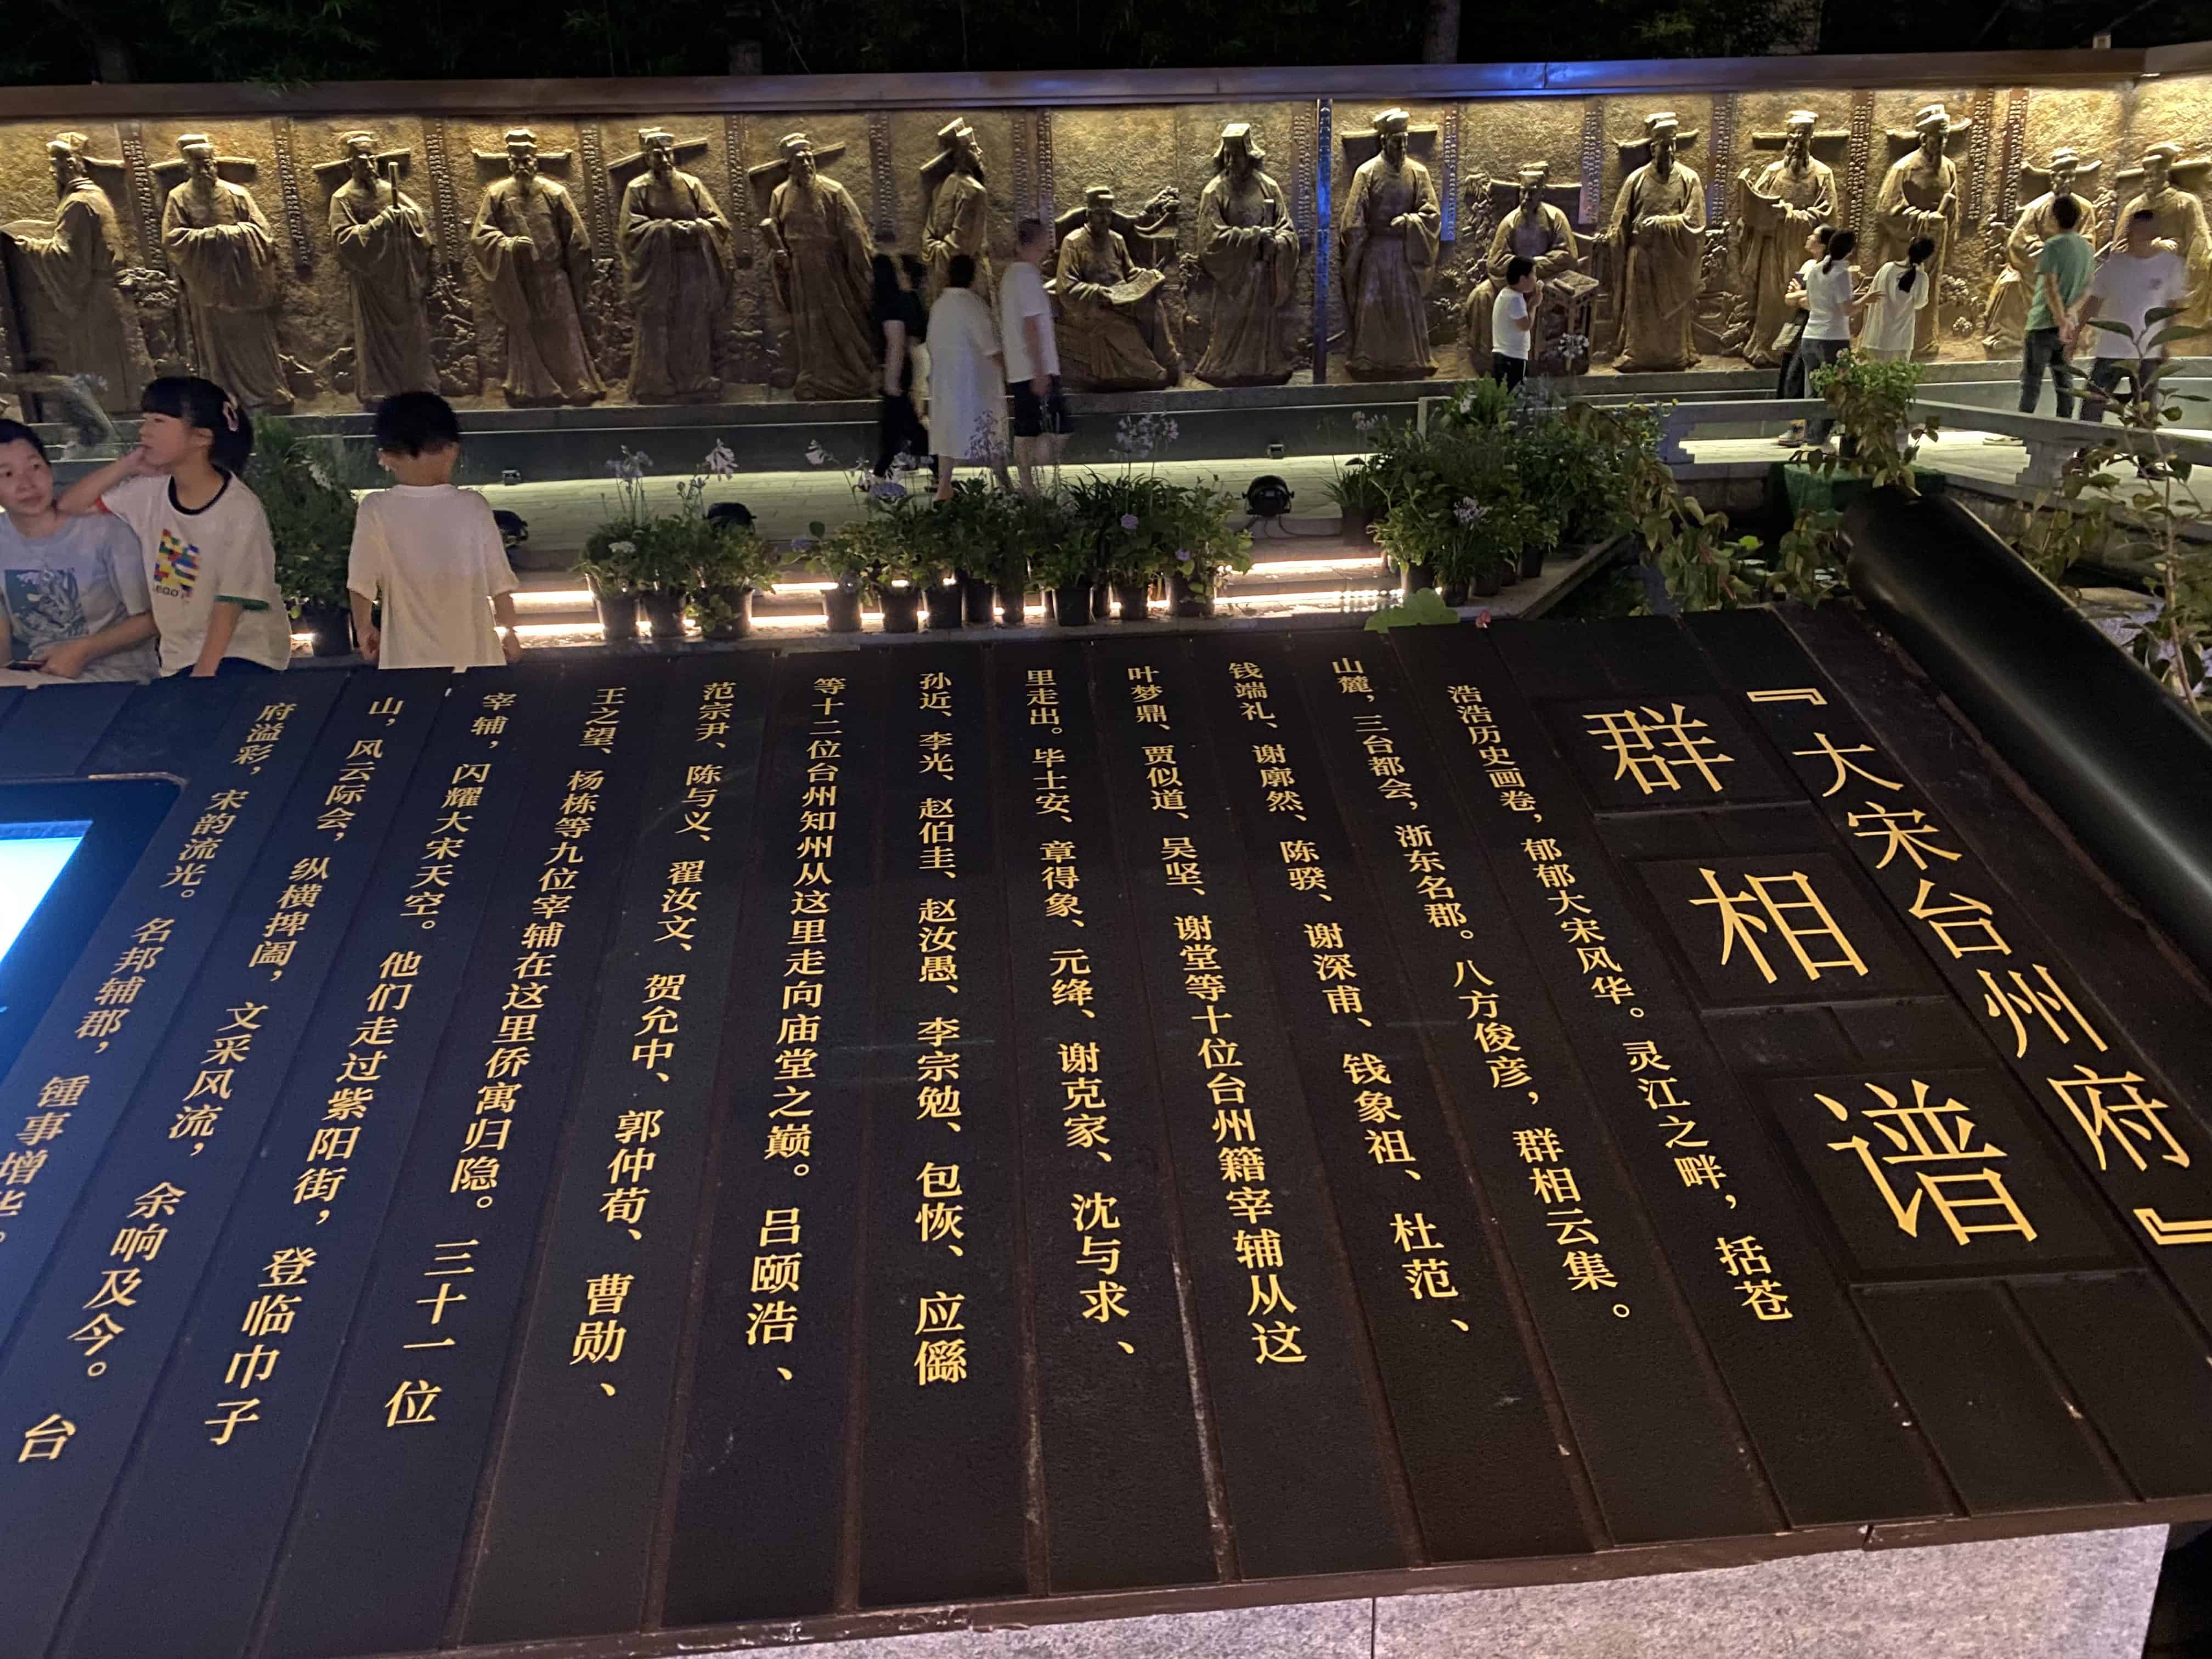 『大宋台州府』
群相谱
浩浩历史画卷，郁郁大宋风华。灵江之畔，括苍
山麓，三台都会，浙东名郡。八方俊彦，群相云集。
钱端礼、谢廓然、陈骙、谢深甫、钱象祖、杜范、
叶梦鼎、贾似道、吴坚、谢堂等十位台州籍宰辅从这
里走出。毕士安、章得象、元绛、谢克家、沈与求、
孙近、李光、赵伯圭、赵汝愚、李宗勉、包恢、应㒡
等十二位台州知州从这里走向庙堂之巅。吕颐浩、
范宗尹、陈与义、翟汝文、贺允中、郭仲荀、曹勋、
王之望、杨栋等九位宰辅在这里侨寓归隐。三十一位
宰辅，闪耀大宋天空。他们走过紫阳街，登临巾子
山，风云际会，纵横捭阖，文采风流，余响及今。台
府溢彩，宋韵流光。名邦辅郡，锺事增华。
LEGO